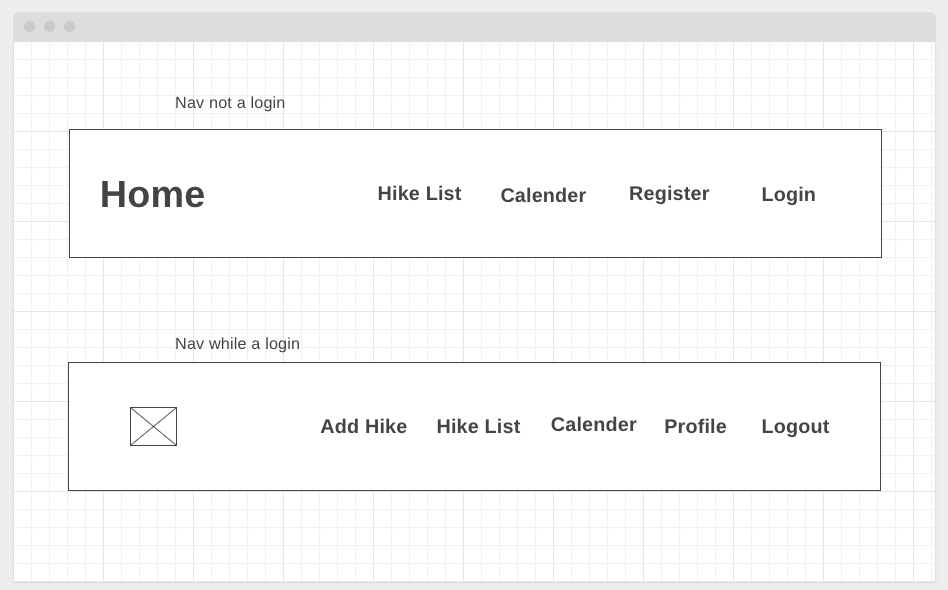 Nav not a login
Home Hike List Calender Register Login
Nav while a login
Add Hike Hike List Calender Profile Logout